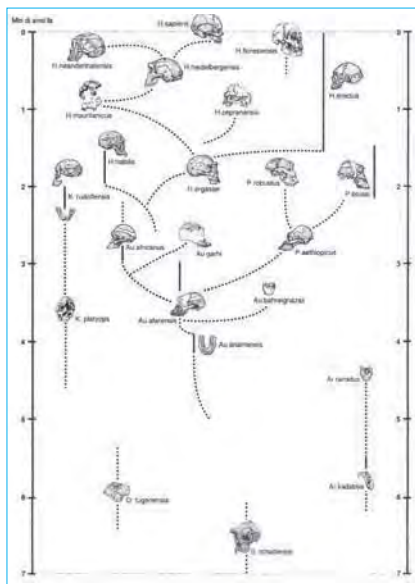 Mln di anni fa
0
0
H.sapiens
H.neanderthalensis
H.heidelbergensis
H.floresiensis
H.erectus
1
1
H.mauritanicus
H.cepranensis
H.habilis
K.rudolfensis
H.ergaster
P.robustus
P.boisei
2
2
Au.africanus
Au.garhi
P.aethiopicus
3
3
K.platyops
Au.afarensis
Au.bahrelghazali
4
4
Au.anamensis
Ar.ramidus
5
5
Ar.kadabba
6
6
O.tugenensis
S.tchadensis
7
7